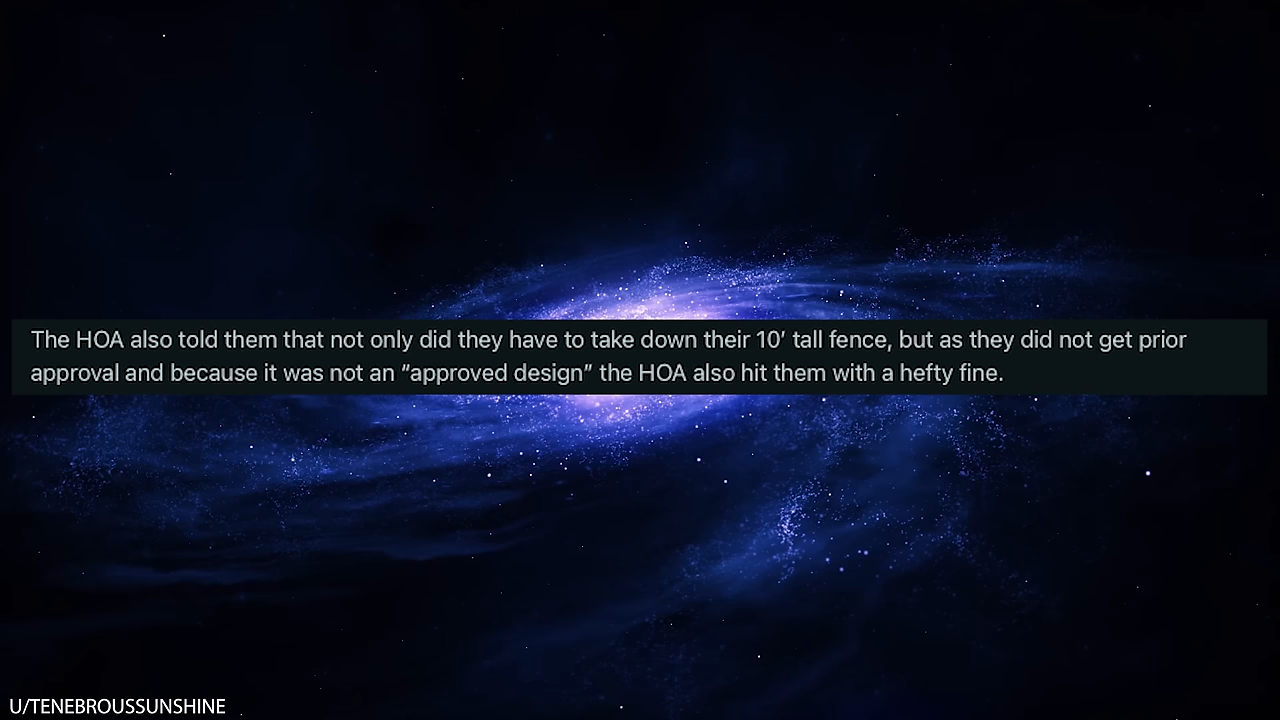 The HOA also told them that not only did they have to take down their 10′ tall fence, but as they did not get prior
approval and because it was not an “approved design” the HOA also hit them with a hefty fine.
U/TENEBROUSSUNSHINE